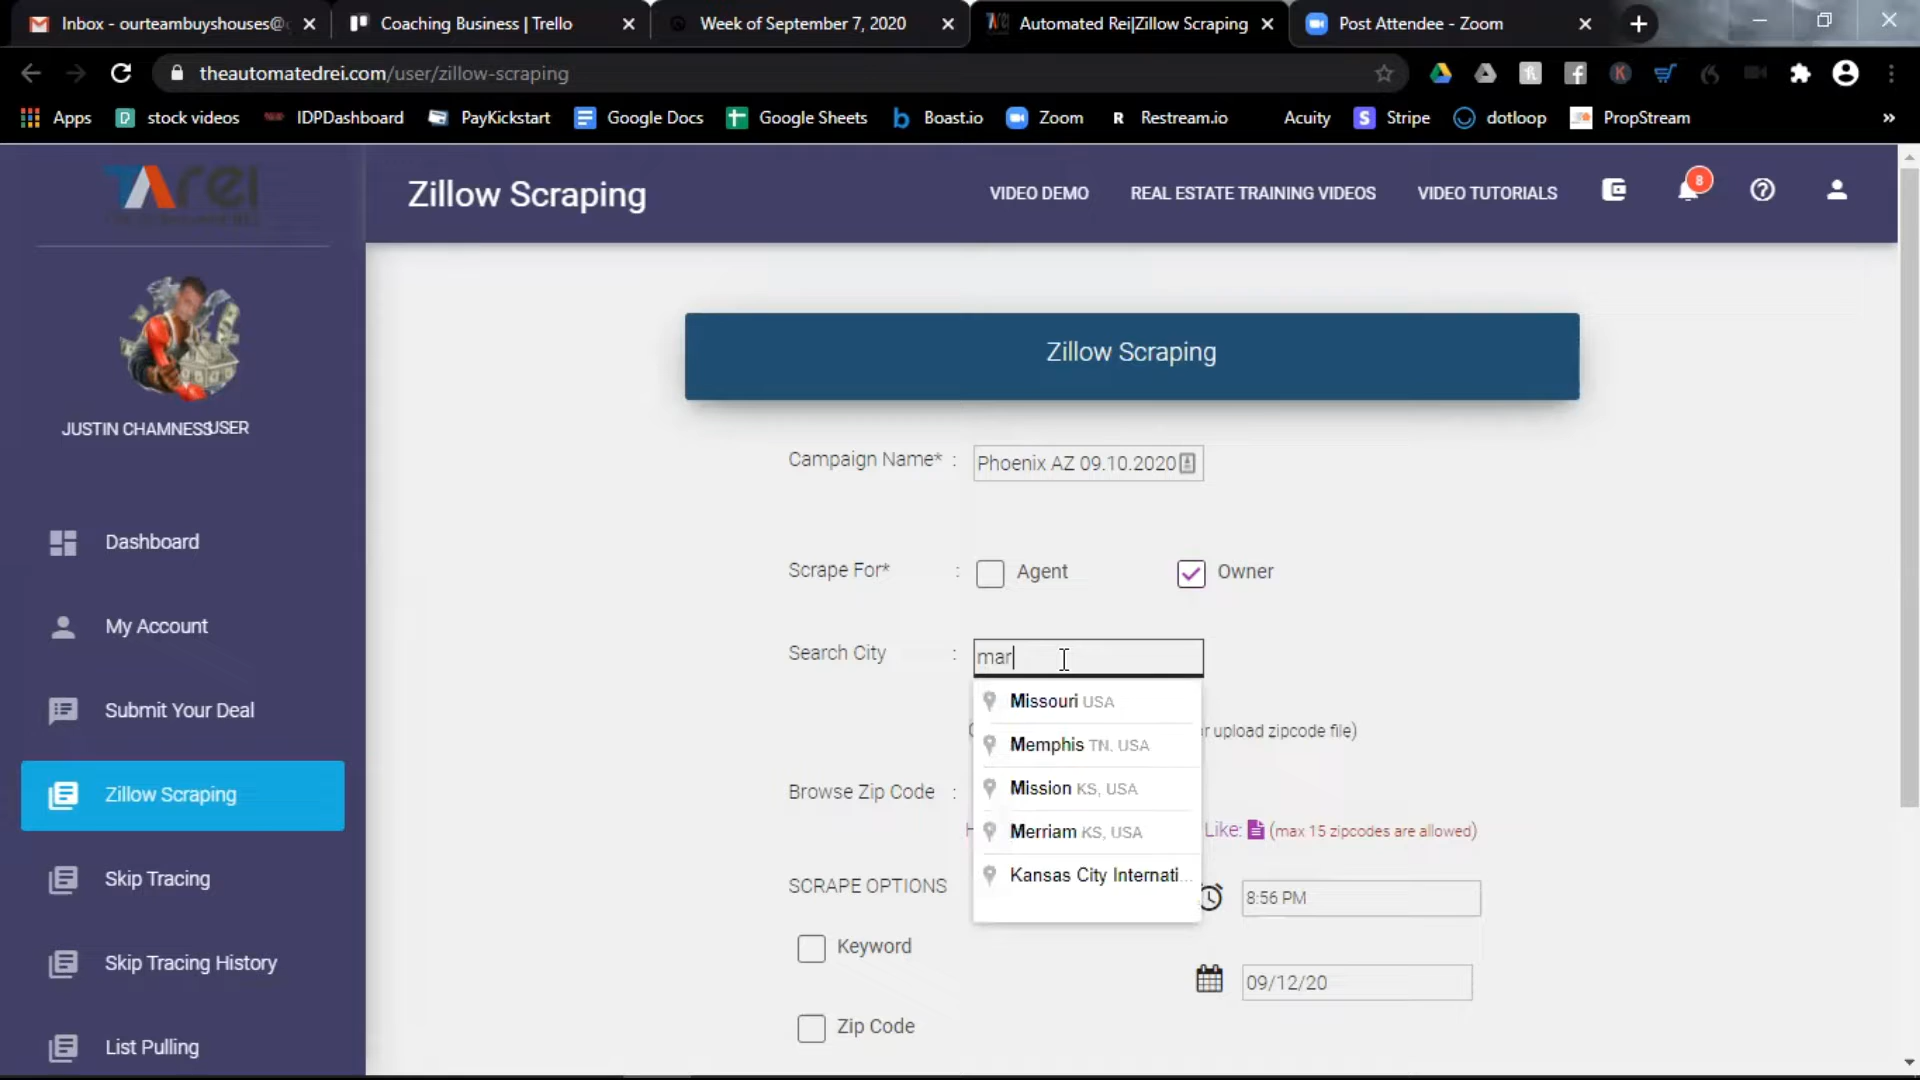 Inbox - ourteambuyshouses@
Coaching Business | Trello
Week of September 7, 2020
Automated Rei|Zillow Scraping
Post Attendee - Zoom
theautomatedrei.com/user/zillow-scraping
Apps
stock videos
IDPDashboard
PayKickstart
Google Docs
Google Sheets
Boast.io
Zoom
R Restream.io
Acuity
S Stripe
dotloop
PropStream
»
TArei
Zillow Scraping
VIDEO DEMO
REAL ESTATE TRAINING VIDEOS
VIDEO TUTORIALS
8
JUSTIN CHAMNESS USER
Dashboard
My Account
Submit Your Deal
Zillow Scraping
Skip Tracing
Skip Tracing History
List Pulling
Zillow Scraping
Campaign Name* : Phoenix AZ 09.10.2020
Scrape For* : Agent Owner
Search City : mar
Missouri USA
Memphis TN, USA
Mission KS, USA
Merriam KS, USA
Kansas City Internati...
r upload zipcode file)
Browse Zip Code :
Like: (max 15 zipcodes are allowed)
SCRAPE OPTIONS
8:56 PM
Keyword
09/12/20
Zip Code